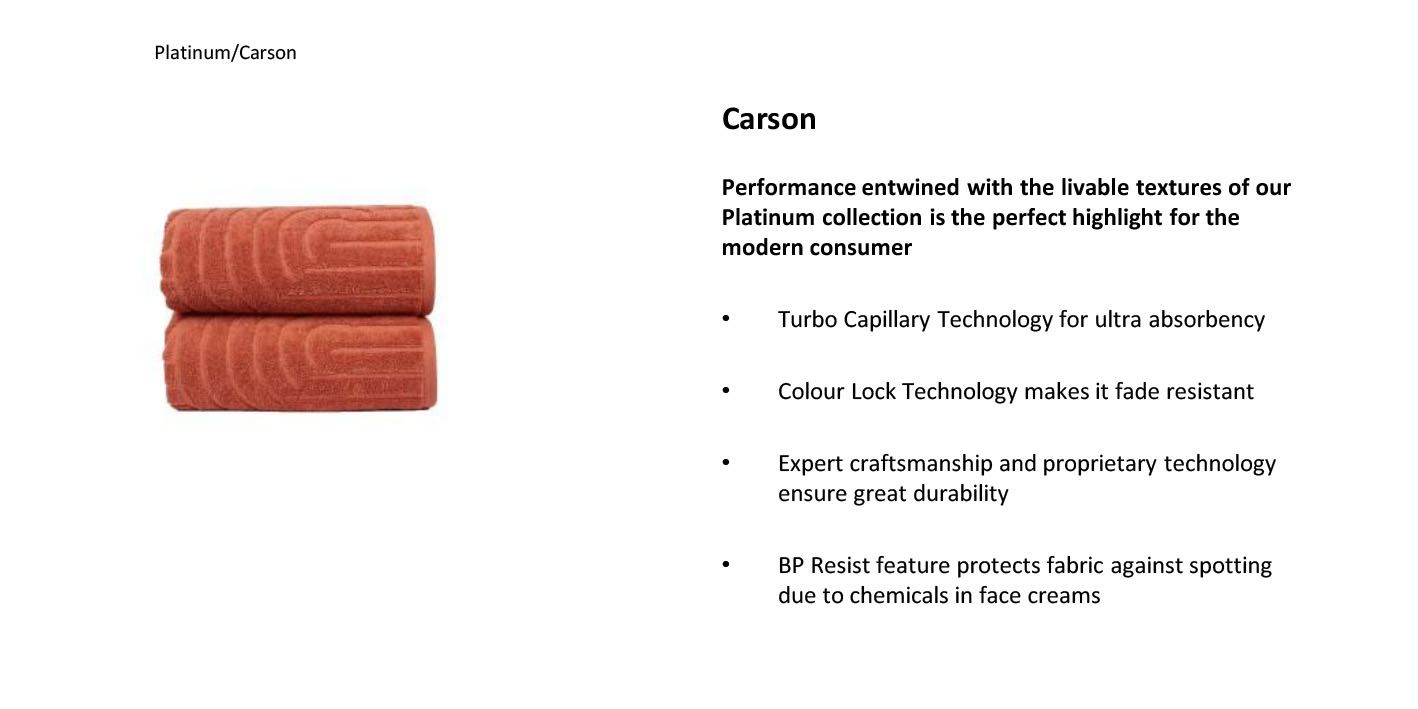 Platinum/Carson
Carson
Performance entwined with the livable textures of our
Platinum collection is the perfect highlight for the
modern consumer
• Turbo Capillary Technology for ultra absorbency
• Colour Lock Technology makes it fade resistant
• Expert craftsmanship and proprietary technology
ensure great durability
• BP Resist feature protects fabric against spotting
due to chemicals in face creams